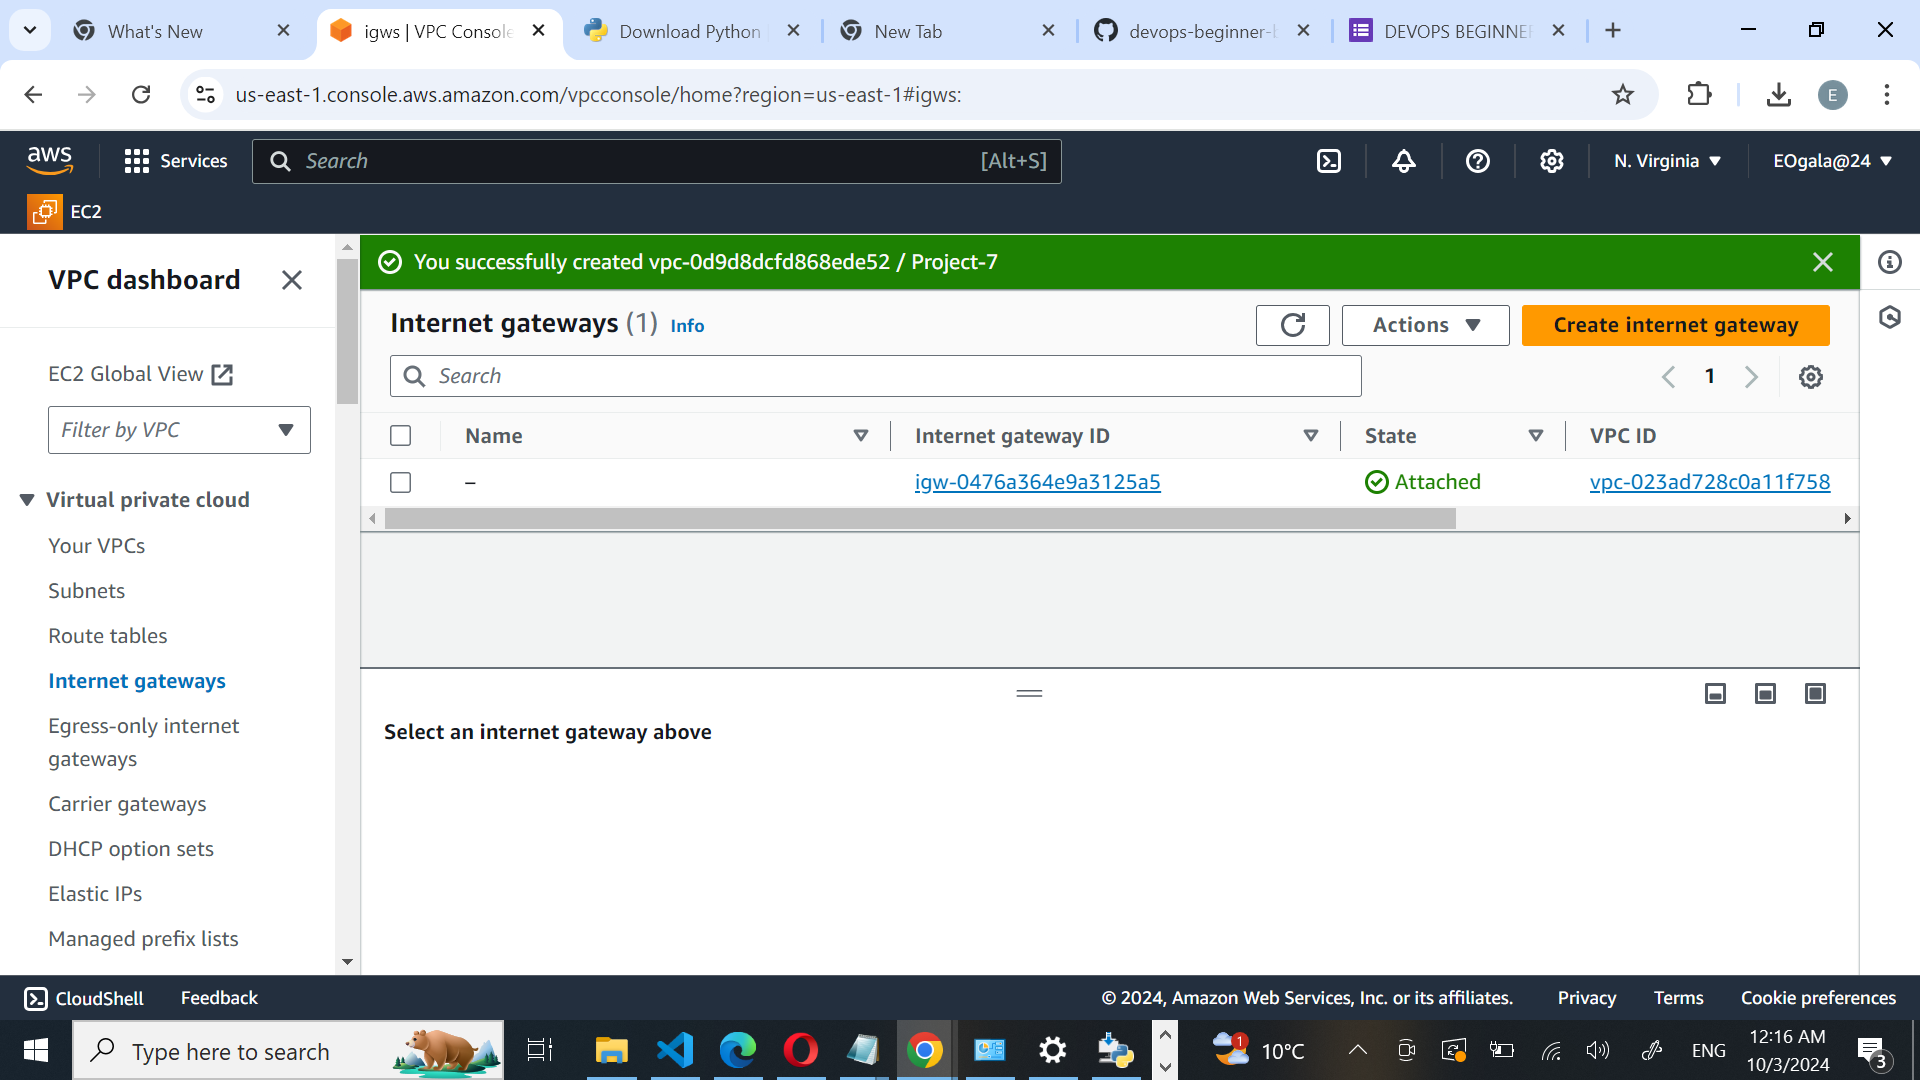 What's New
igws | VPC Console
Download Python
New Tab
devops-beginner-b
DEVOPS BEGINNER
us-east-1.console.aws.amazon.com/vpcconsole/home?region=us-east-1#igws:
E
aws
Services
Search
[Alt+S]
N. Virginia
EOgala@24
EC2
VPC dashboard
You successfully created vpc-0d9d8dcfd868ede52 / Project-7
Internet gateways (1) Info
Actions
Create internet gateway
EC2 Global View
Search
1
Filter by VPC
Name
Internet gateway ID
State
VPC ID
–
igw-0476a364e9a3125a5
Attached
vpc-023ad728c0a11f758
Virtual private cloud
Your VPCs
Subnets
Route tables
Internet gateways
Egress-only internet
gateways
Carrier gateways
DHCP option sets
Elastic IPs
Managed prefix lists
Select an internet gateway above
CloudShell
Feedback
© 2024, Amazon Web Services, Inc. or its affiliates.
Privacy
Terms
Cookie preferences
Type here to search
1
10°C
ENG
12:16 AM
10/3/2024
3